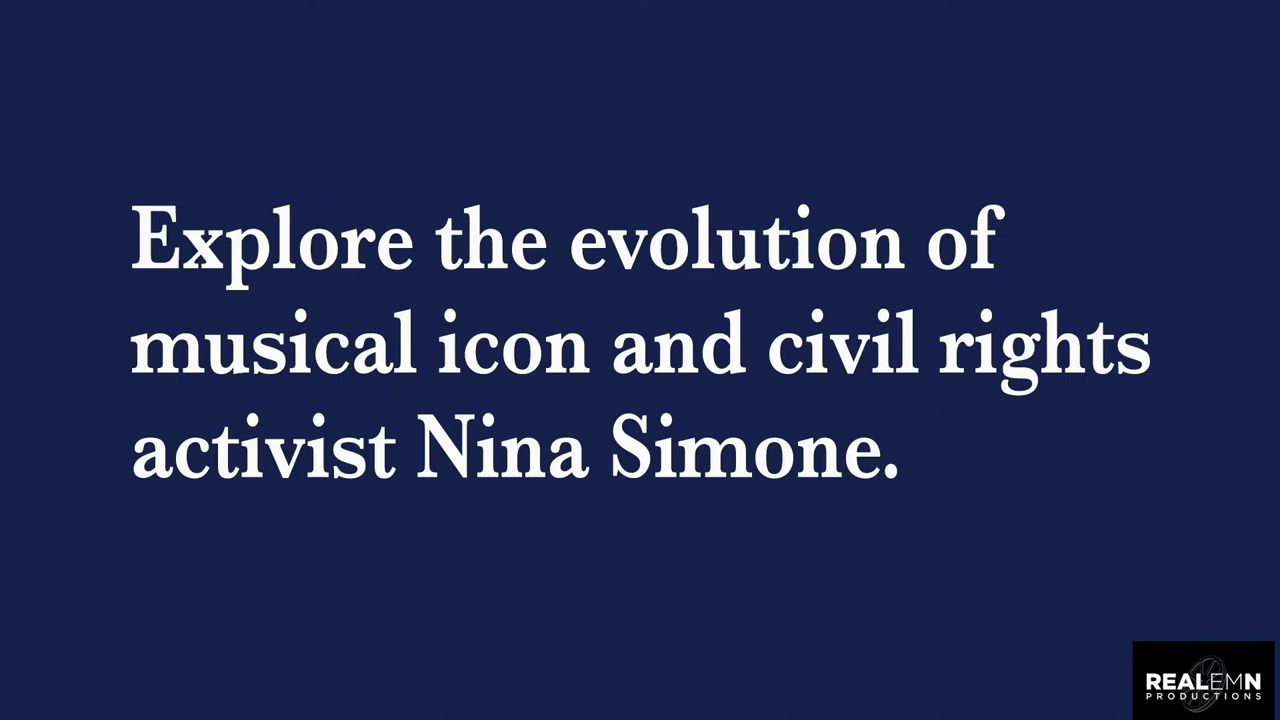 Explore the evolution of
musical icon and civil rights
activist Nina Simone.
REALEMN
PRODUCTIONS